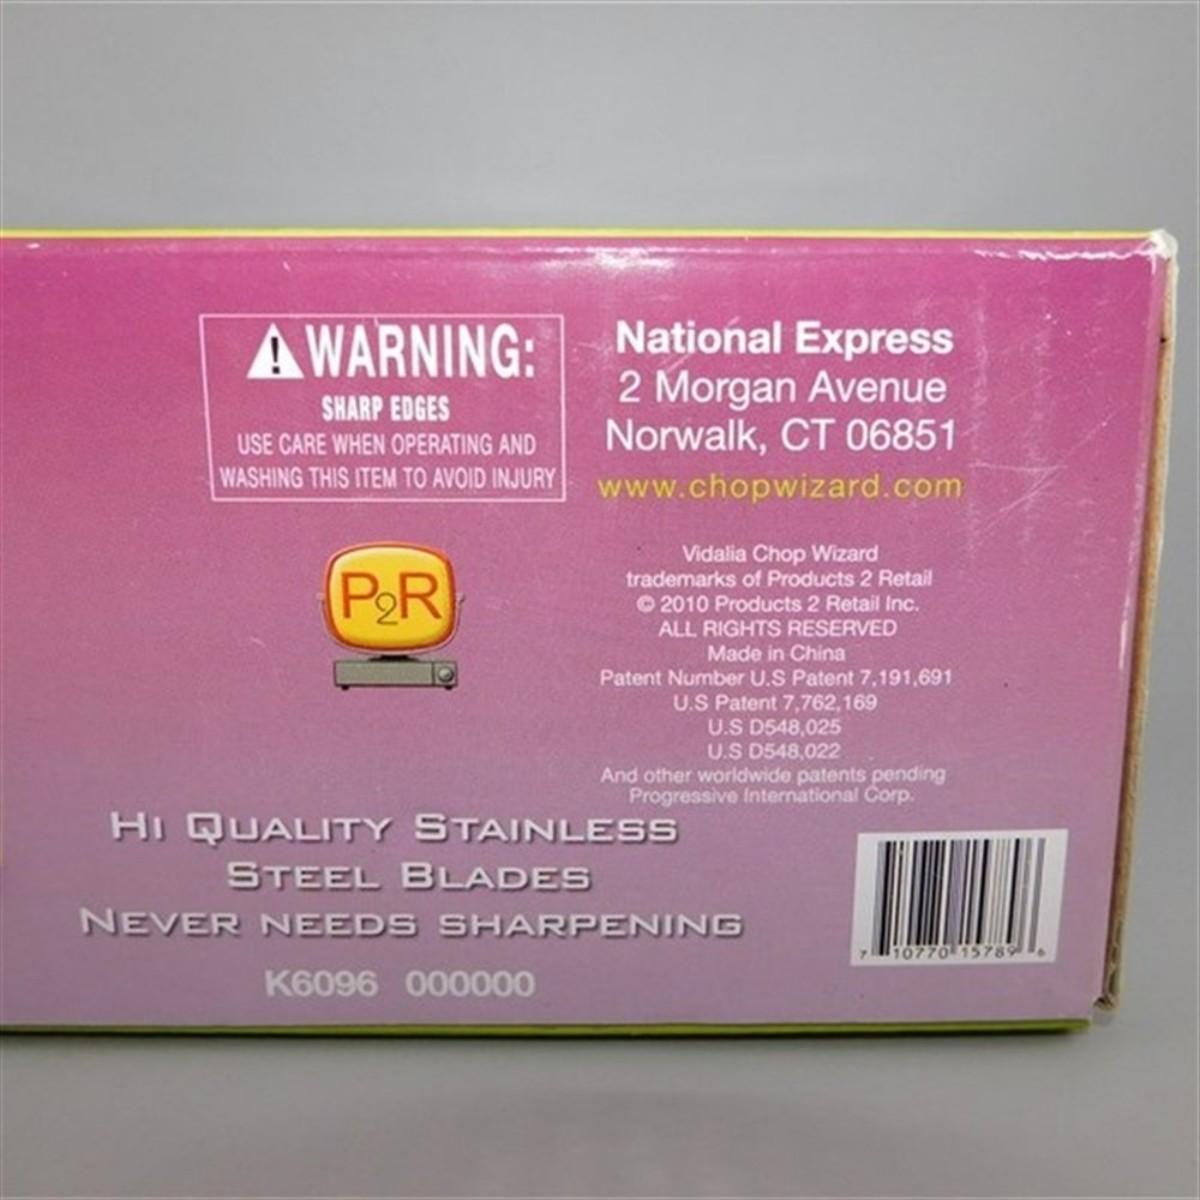 WARNING:
SHARP EDGES
USE CARE WHEN OPERATING AND
WASHING THIS ITEM TO AVOID INJURY
National Express
2 Morgan Avenue
Norwalk, CT 06851
www.chopwizard.com
P2R
Vidalia Chop Wizard
trademarks of Products 2 Retail
© 2010 Products 2 Retail Inc.
ALL RIGHTS RESERVED
Made in China
Patent Number U.S Patent 7,191,691
U.S Patent 7,762,169
U.S D548,025
U.S D548,022
And other worldwide patents pending
Progressive International Corp.
HI QUALITY STAINLESS
STEEL BLADES
NEVER NEEDS SHARPENING
K6096 000000
7 10770 15789 6